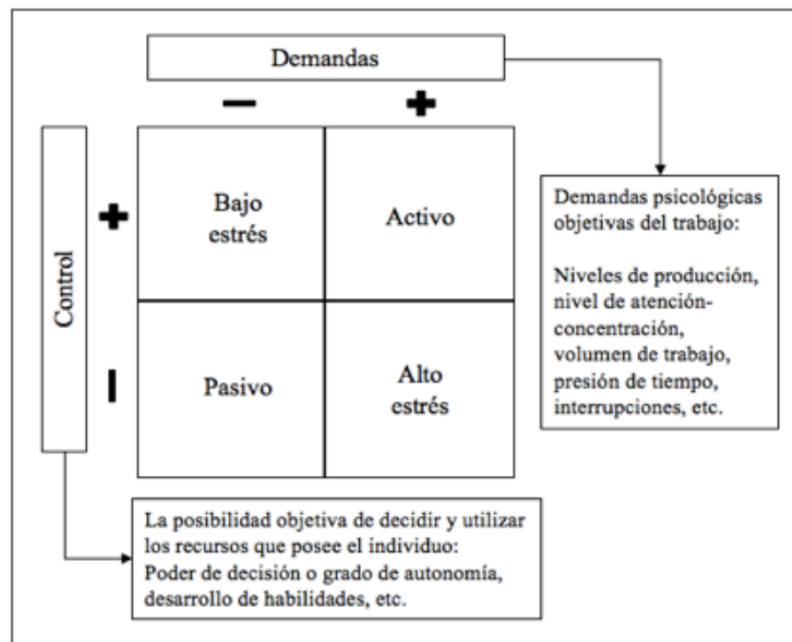 Demandas
− +
Control
+
Bajo
estrés
Activo
−
Pasivo
Alto
estrés
Demandas psicológicas
objetivas del trabajo:
Niveles de producción,
nivel de atención-
concentración,
volumen de trabajo,
presión de tiempo,
interrupciones, etc.
La posibilidad objetiva de decidir y utilizar
los recursos que posee el individuo:
Poder de decisión o grado de autonomía,
desarrollo de habilidades, etc.